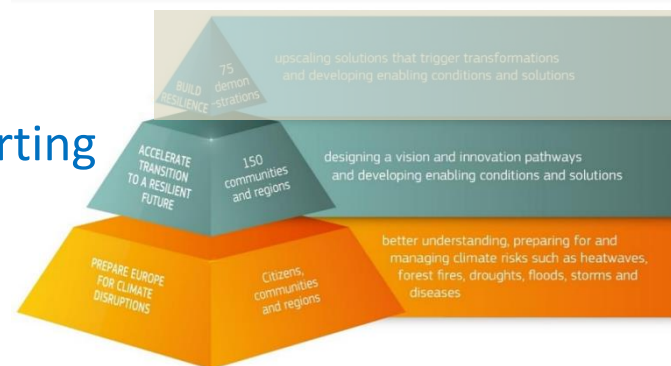 BUILD
RESILIENCE
75
demon
-strations
upscaling solutions that trigger transformations
and developing enabling conditions and solutions
rting
ACCELERATE
TRANSITION
TO A RESILIENT
FUTURE
150
communities
and regions
designing a vision and innovation pathways
and developing enabling conditions and solutions
PREPARE EUROPE
FOR CLIMATE
DISRUPTIONS
Citizens,
communities
and regions
better understanding, preparing for and
managing climate risks such as heatwaves,
forest fires, droughts, floods, storms and
diseases